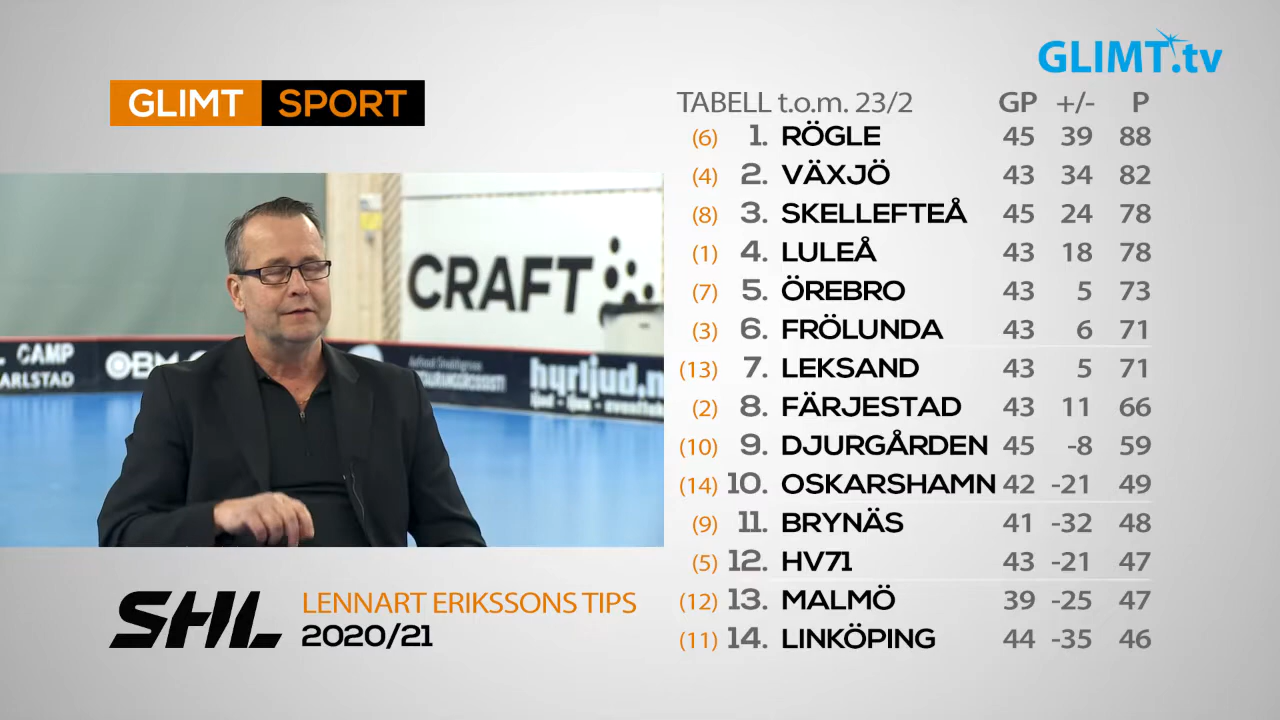 GLIMT.tv
GLIMT SPORT
TABELL t.o.m. 23/2 GP +/- P
(6) 1. RÖGLE 45 39 88
(4) 2. VÄXJÖ 43 34 82
(8) 3. SKELLEFTEÅ 45 24 78
(1) 4. LULEÅ 43 18 78
(7) 5. ÖREBRO 43 5 73
(3) 6. FRÖLUNDA 43 6 71
(13) 7. LEKSAND 43 5 71
(2) 8. FÄRJESTAD 43 11 66
(10) 9. DJURGÅRDEN 45 -8 59
(14) 10. OSKARSHAMN 42 -21 49
(9) 11. BRYNÄS 41 -32 48
(5) 12. HV71 43 -21 47
(12) 13. MALMÖ 39 -25 47
(11) 14. LINKÖPING 44 -35 46
CRAFT
CAMP
hyrljud.n
SHL
LENNART ERIKSSONS TIPS
2020/21